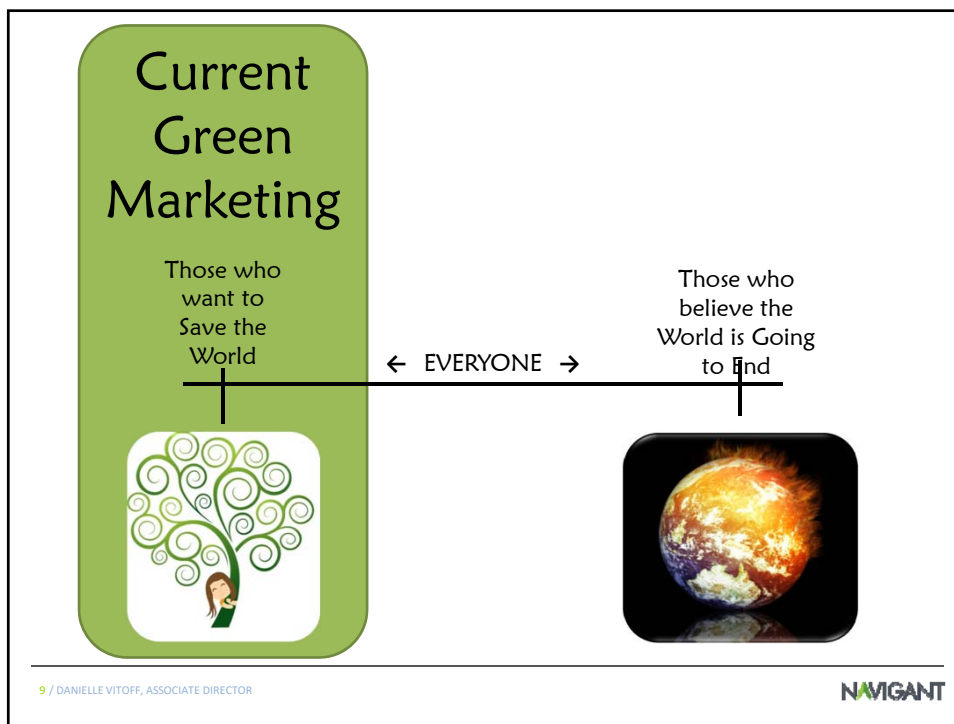 Current
Green
Marketing
Those who
want to
Save the
World
← EVERYONE →
Those who
believe the
World is Going
to End
9 / DANIELLE VITOFF, ASSOCIATE DIRECTOR
NAVIGANT